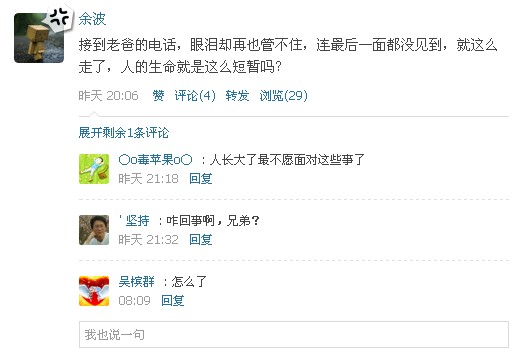 余波
接到老爸的电话，眼泪却再也管不住，连最后一面都没见到，就这么
走了，人的生命就是这么短暂吗？
昨天 20:06 赞 评论(4) 转发 浏览(29)
展开剩余1条评论
〇o毒苹果o〇 ：人长大了最不愿面对这些事了
昨天 21:18 回复
' 坚持 ：咋回事啊，兄弟？
昨天 21:32 回复
吴槟群 ：怎么了
08:09 回复
我也说一句